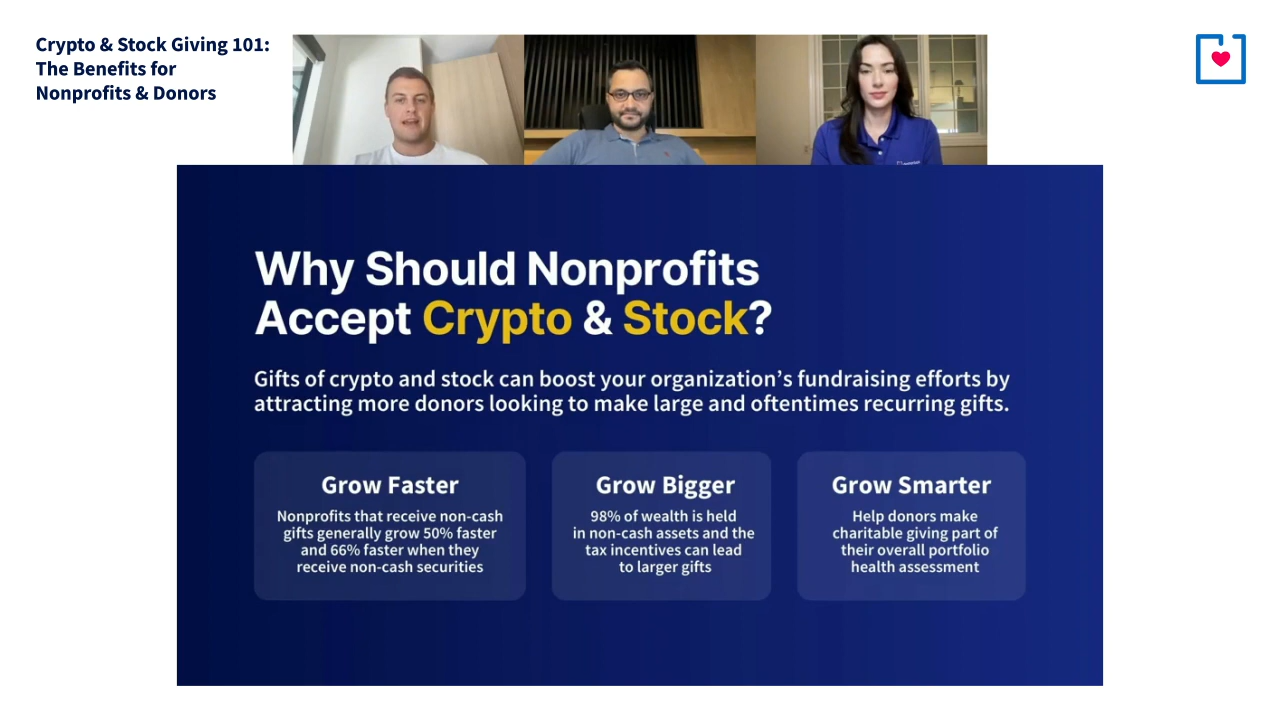 Crypto & Stock Giving 101:
The Benefits for
Nonprofits & Donors
Why Should Nonprofits
Accept Crypto & Stock?
Gifts of crypto and stock can boost your organization’s fundraising efforts by
attracting more donors looking to make large and oftentimes recurring gifts.
Grow Faster
Nonprofits that receive non-cash
gifts generally grow 50% faster
and 66% faster when they
receive non-cash securities
Grow Bigger
98% of wealth is held
in non-cash assets and the
tax incentives can lead
to larger gifts
Grow Smarter
Help donors make
charitable giving part of
their overall portfolio
health assessment